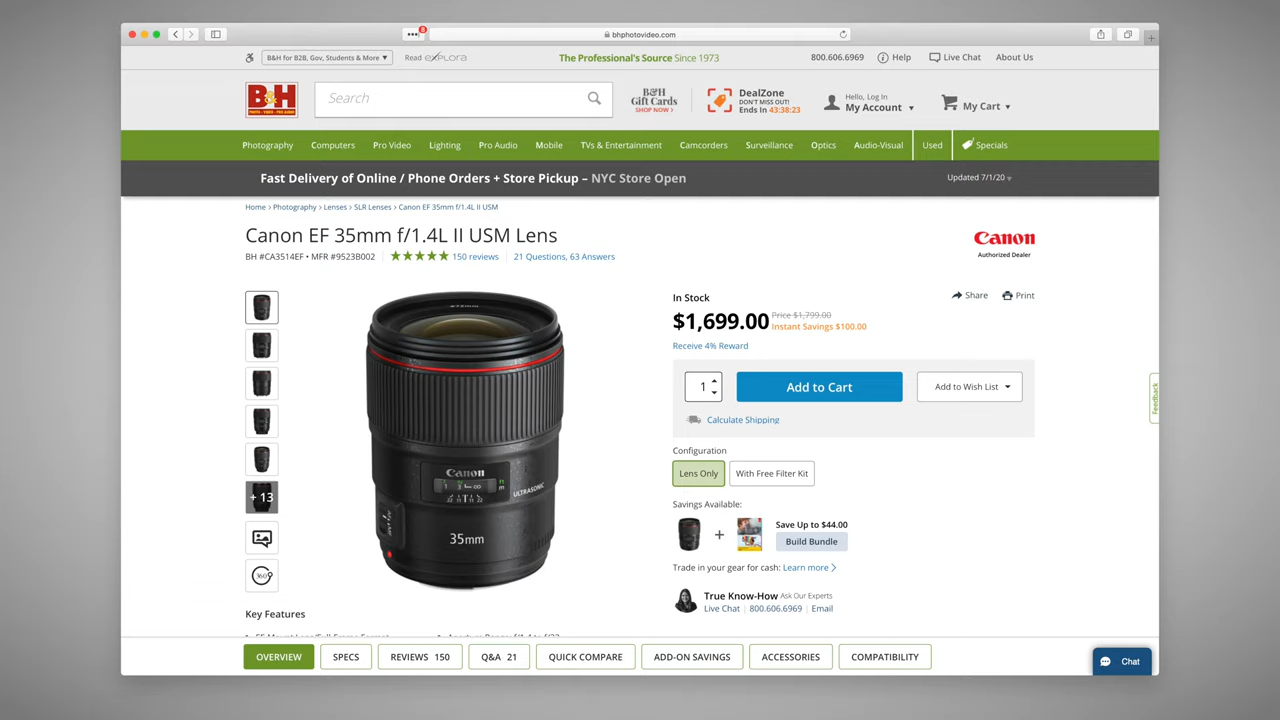 8
bhphotovideo.com
B&H for B2B, Gov, Students & More
Read eXplora
The Professional's Source Since 1973
800.606.6969
Help
Live Chat
About Us
B&H
PHOTO · VIDEO · PRO AUDIO
Search
B&H
Gift Cards
SHOP NOW >
DealZone
DON'T MISS OUT!
Ends In 43:38:23
Hello, Log In
My Account
My Cart
Photography
Computers
Pro Video
Lighting
Pro Audio
Mobile
TVs & Entertainment
Camcorders
Surveillance
Optics
Audio-Visual
Used
Specials
Fast Delivery of Online / Phone Orders + Store Pickup – NYC Store Open
Updated 7/1/20
Home > Photography > Lenses > SLR Lenses > Canon EF 35mm f/1.4L II USM
Canon EF 35mm f/1.4L II USM Lens
BH #CA3514EF • MFR #9523B002
150 reviews
21 Questions, 63 Answers
Canon
Authorized Dealer
In Stock
Share
Print
$1,699.00
Price $1,799.00
Instant Savings $100.00
Receive 4% Reward
1
Add to Cart
Add to Wish List
Calculate Shipping
Feedback
Configuration
Lens Only
With Free Filter Kit
Savings Available:
+
Save Up to $44.00
Build Bundle
Trade in your gear for cash: Learn more >
True Know-How Ask Our Experts
Live Chat | 800.606.6969 | Email
Canon
ULTRASONIC
35mm
+ 13
360°
Key Features
OVERVIEW
SPECS
REVIEWS 150
Q&A 21
QUICK COMPARE
ADD-ON SAVINGS
ACCESSORIES
COMPATIBILITY
Chat